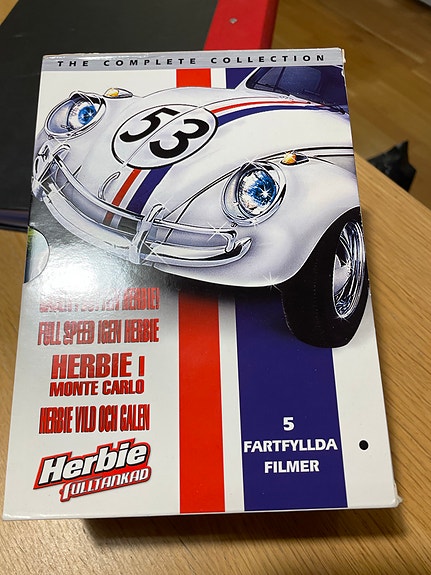 THE COMPLETE COLLECTION
53
HERBIE!
FULL SPEED IGEN HERBIE
HERBIE I
MONTE CARLO
HERBIE VILD OCH GALEN
Herbie
FULLTANKAD
5
FARTFYLLDA
FILMER